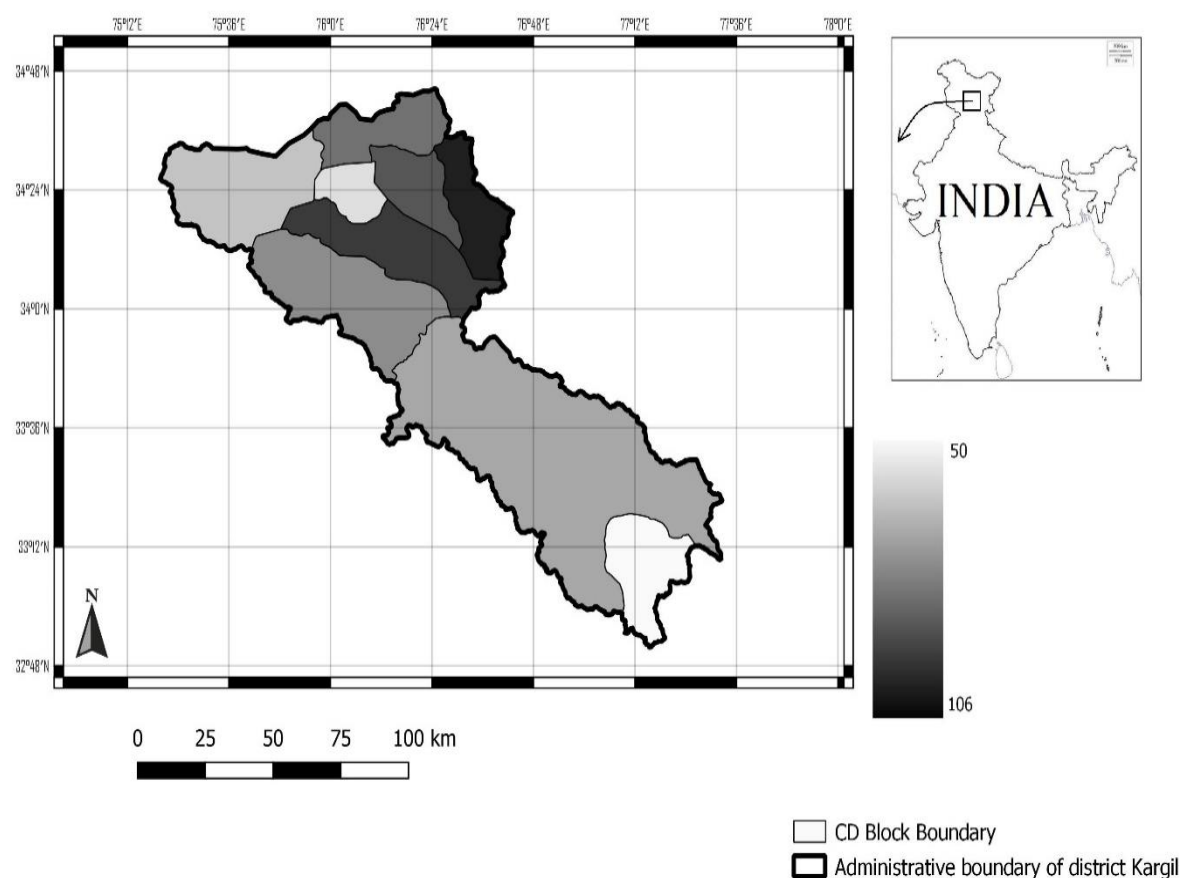 75°12'E 75°36'E 76°0'E 76°24'E 76°48'E 77°12'E 77°36'E 78°0'E
34°48'N
34°24'N
34°0'N
33°36'N
33°12'N
32°48'N
N
INDIA
50
106
0 25 50 75 100 km
CD Block Boundary
Administrative boundary of district Kargil